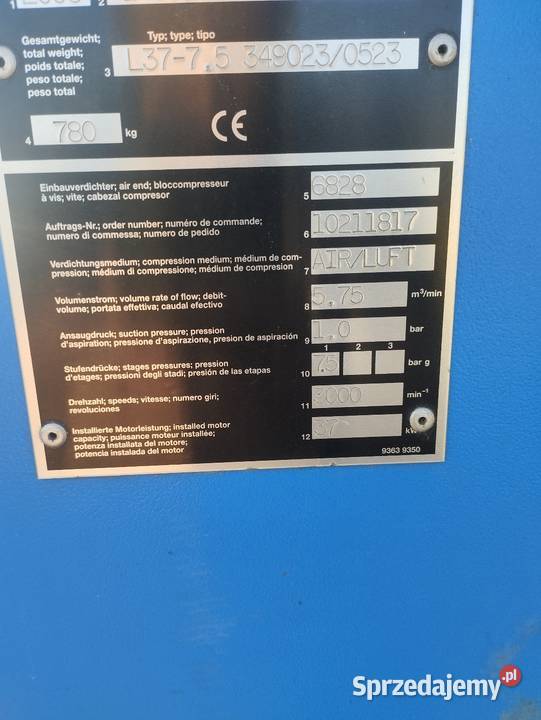 1
2
Gesamtgewicht; Typ; type; tipo
total weight;
poids totale;
peso totale;
peso total
3 L37-7.5 349023/0523
4 780 kg
CE
Einbauverdichter; air end; bloccompresseur
à vis; vite; cabezal compresor
5 6828
Auftrags-Nr.; order number; numéro de commande;
numero di commessa; numero de pedido
6 10211817
Verdichtungsmedium; compression medium; médium de com-
pression; médium di compressione; médium de compresion
7 AIR/LUFT
Volumenstrom; volume rate of flow; debit-
volume; portata effettiva; caudal efectivo
8 5.75 m³/min
Ansaugdruck; suction pressure; pression
d'aspiration; pressione d'aspirazione, presion de aspiración
9 1.0 bar
1 2 3
Stufendrücke; stages pressures; pression
d'etages; pressioni degli stadi; presión de las etapas
10 7.5 bar g
Drehzahl; speeds; vitesse; numero giri;
revoluciones
11 3000 min⁻¹
Installierte Motorleistung; installed motor
capacity; puissance moteur installée;
potenza installata del motore;
potencia instalada del motor
12 37 kW
9363 9350
Sprzedajemy.pl